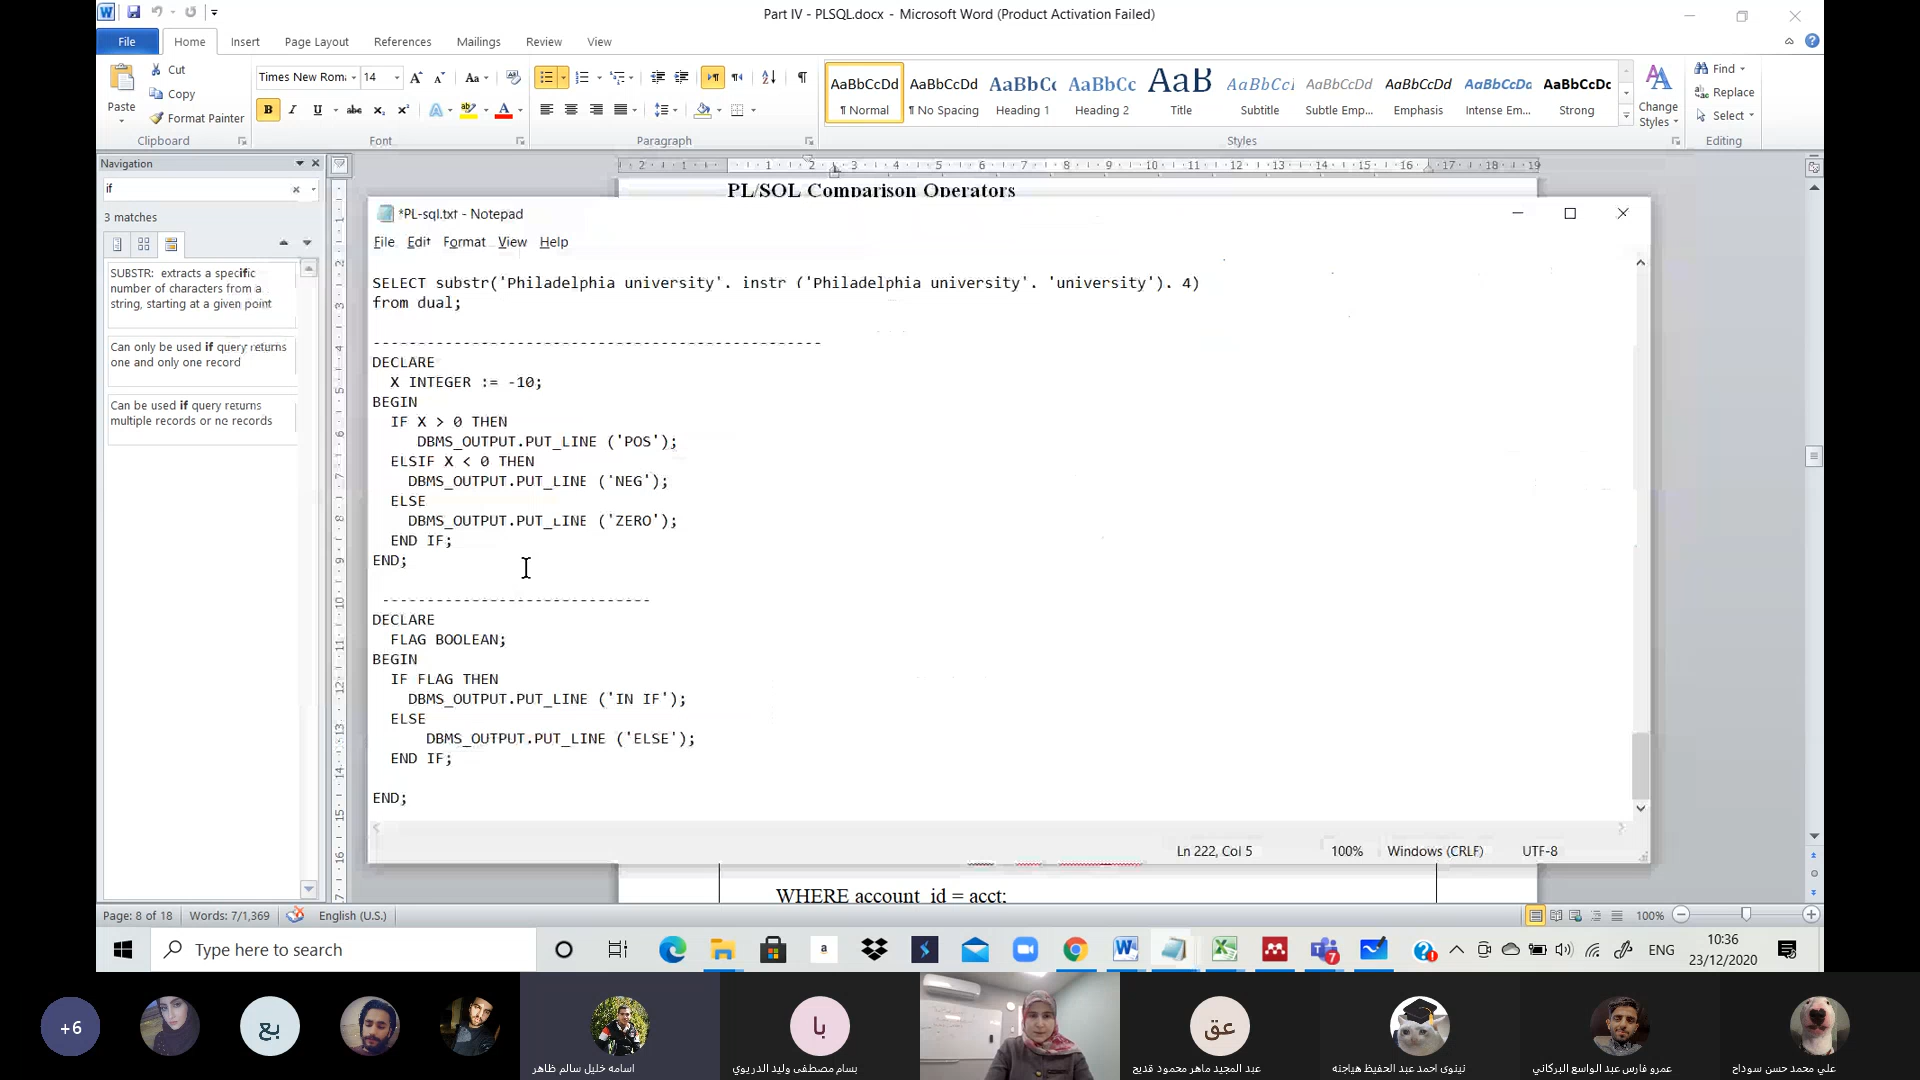 Part IV - PLSQL.docx - Microsoft Word (Product Activation Failed)
File Home Insert Page Layout References Mailings Review View
Paste
Cut
Copy
Format Painter
Clipboard
Times New Roma 14
Font
Paragraph
AaBbCcDd AaBbCcDd AaBbCc AaBbCc AaB AaBbCcI AaBbCcDd AaBbCcDd AaBbCcDd AaBbCcDc
¶ Normal ¶ No Spacing Heading 1 Heading 2 Title Subtitle Subtle Emp... Emphasis Intense Em... Strong
Styles
Change Styles
Find
Replace
Select
Editing
Navigation
if
3 matches
SUBSTR: extracts a specific
number of characters from a
string, starting at a given point
Can only be used if query returns
one and only one record
Can be used if query returns
multiple records or no records
PL/SQL Comparison Operators
*PL-sql.txt - Notepad
File Edit Format View Help
SELECT substr('Philadelphia university', instr ('Philadelphia university', 'university'), 4)
from dual;
--------------------------------------------------
DECLARE
X INTEGER := -10;
BEGIN
IF X > 0 THEN
DBMS_OUTPUT.PUT_LINE ('POS');
ELSIF X < 0 THEN
DBMS_OUTPUT.PUT_LINE ('NEG');
ELSE
DBMS_OUTPUT.PUT_LINE ('ZERO');
END IF;
END;
------------------------------
DECLARE
FLAG BOOLEAN;
BEGIN
IF FLAG THEN
DBMS_OUTPUT.PUT_LINE ('IN IF');
ELSE
DBMS_OUTPUT.PUT_LINE ('ELSE');
END IF;
END;
Ln 222, Col 5 100% Windows (CRLF) UTF-8
WHERE account_id = acct;
Page: 8 of 18 Words: 7/1,369 English (U.S.) 100%
Type here to search
ENG
10:36
23/12/2020
+6
بع
با
عق
اسامه خليل سالم ظاهر
بسام مصطفى وليد الدريوي
عبد المجيد ماهر محمود قديح
نينوى احمد عبد الحفيظ هياجنه
عمرو فارس عبد الواسع البركاني
علي محمد حسن سوداح